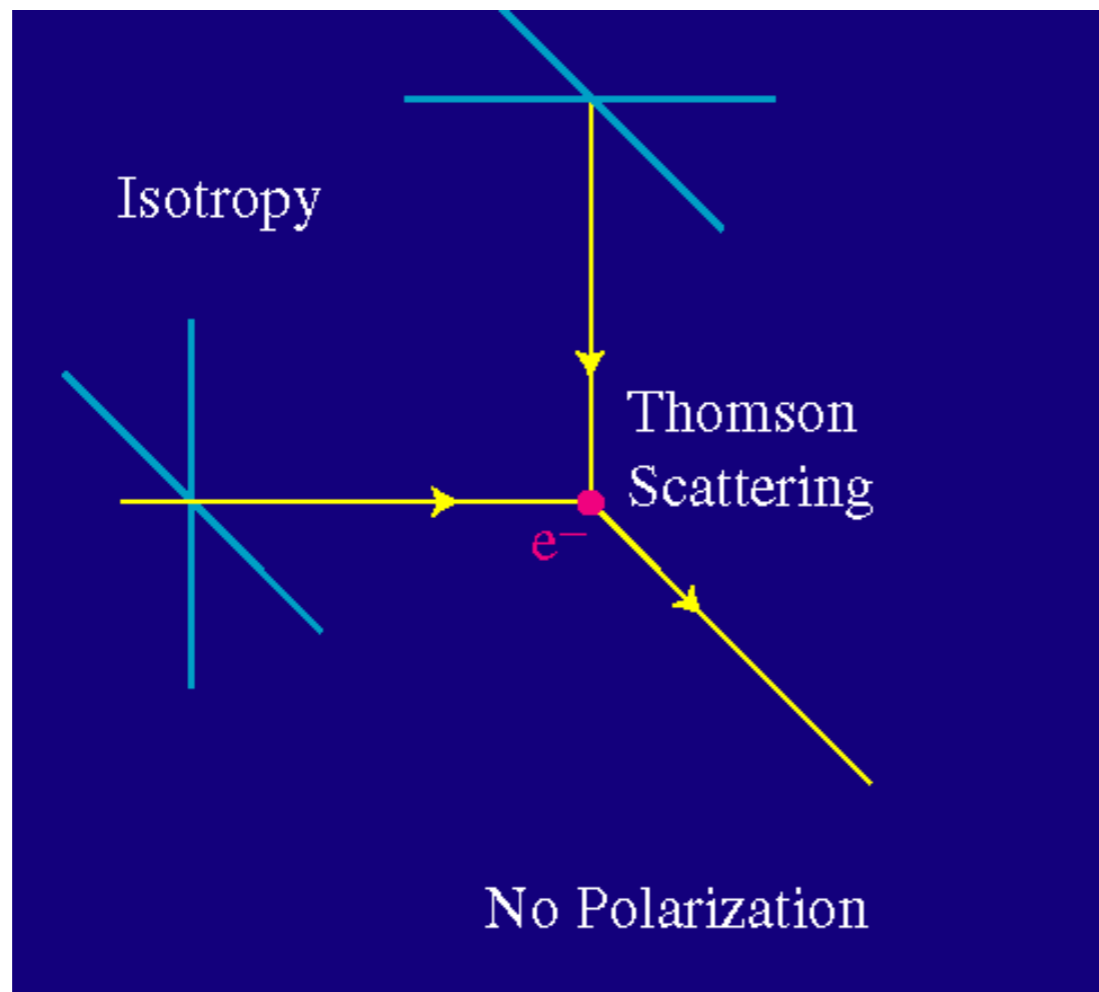 Isotropy
Thomson
Scattering
e⁻
No Polarization